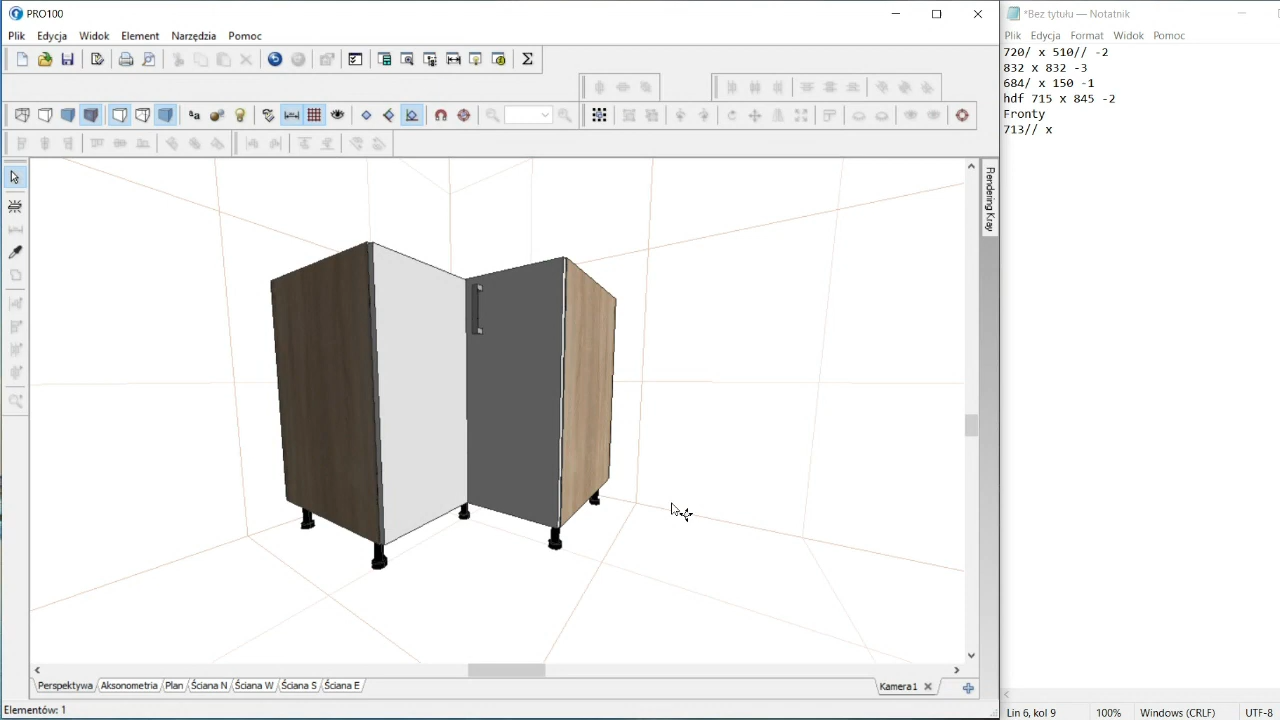 PRO100
Plik Edycja Widok Element Narzędzia Pomoc
Rendering Kray
Perspektywa Aksonometria Plan Ściana N Ściana W Ściana S Ściana E
Kamera1
Elementów: 1
*Bez tytułu — Notatnik
Plik Edycja Format Widok Pomoc
720/ x 510// -2
832 x 832 -3
684/ x 150 -1
hdf 715 x 845 -2
Fronty
713// x
Lin 6, kol 9 100% Windows (CRLF) UTF-8